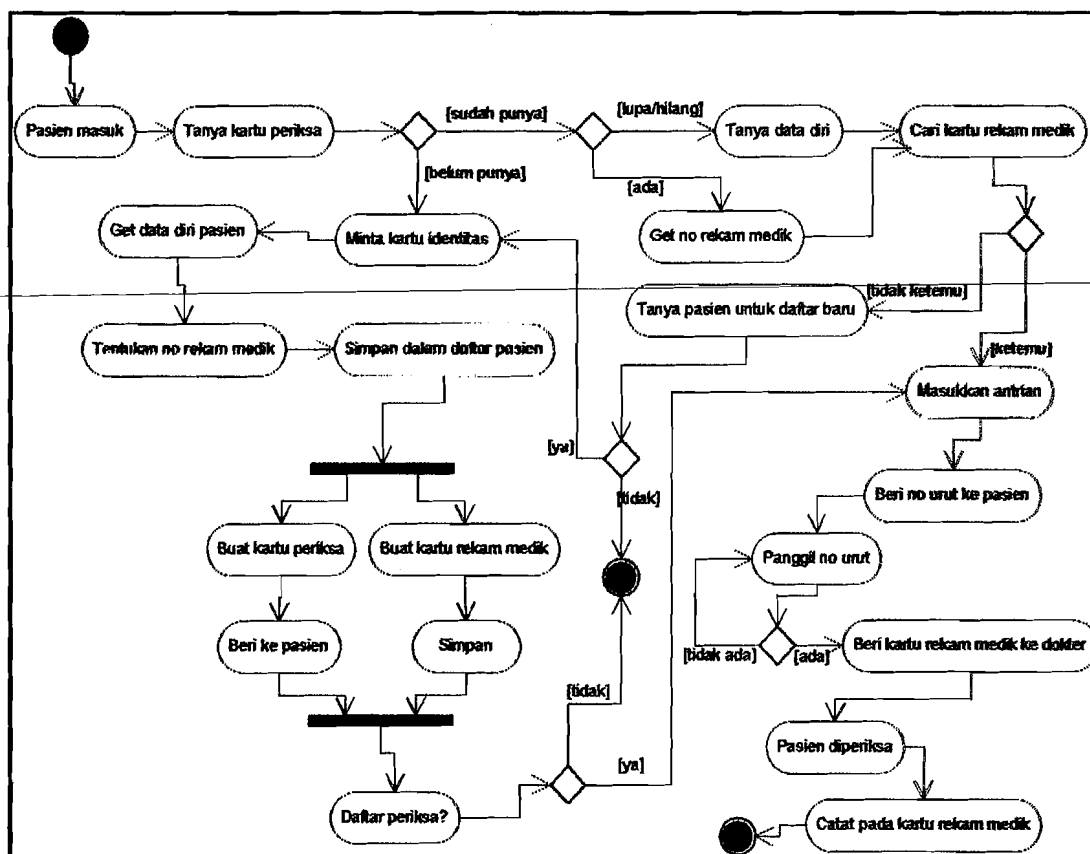 Pasien masuk
Tanya kartu periksa
[sudah punya]
[lupa/hilang]
Tanya data diri
Cari kartu rekam medik
[belum punya]
[ada]
Get data diri pasien
Minta kartu identitas
Get no rekam medik
[tidak ketemu]
Tanya pasien untuk daftar baru
Tentukan no rekam medik
Simpan dalam daftar pasien
[ketemu]
Masukkan antrian
[ya]
[tidak]
Beri no urut ke pasien
Buat kartu periksa
Buat kartu rekam medik
Panggil no urut
Beri ke pasien
Simpan
[tidak ada]
[ada]
Beri kartu rekam medik ke dokter
[tidak]
Pasien diperiksa
[ya]
Daftar periksa?
Catat pada kartu rekam medik